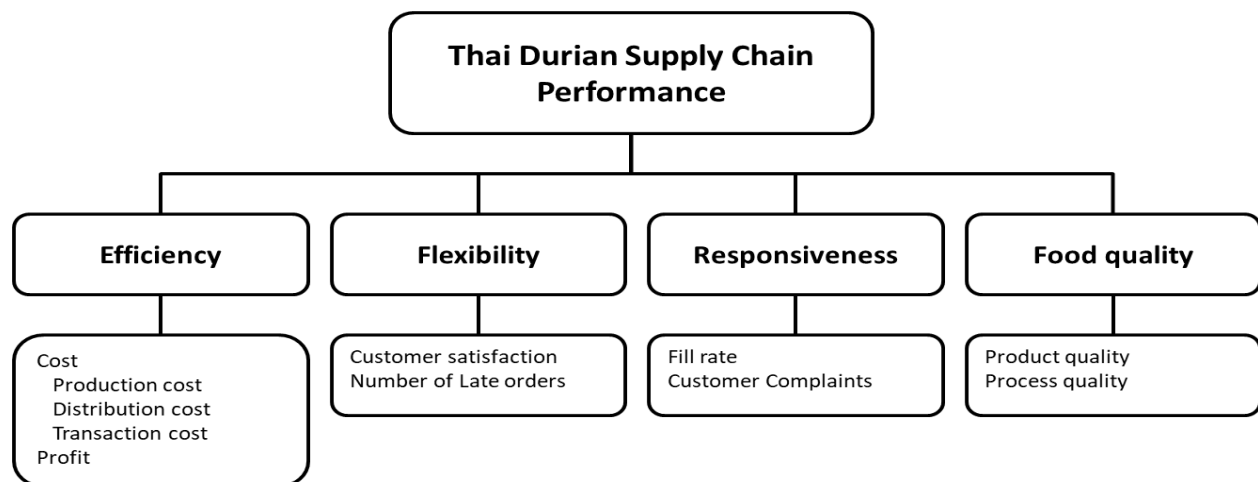 Thai Durian Supply Chain
Performance
Efficiency
Flexibility
Responsiveness
Food quality
Cost
Production cost
Distribution cost
Transaction cost
Profit
Customer satisfaction
Number of Late orders
Fill rate
Customer Complaints
Product quality
Process quality